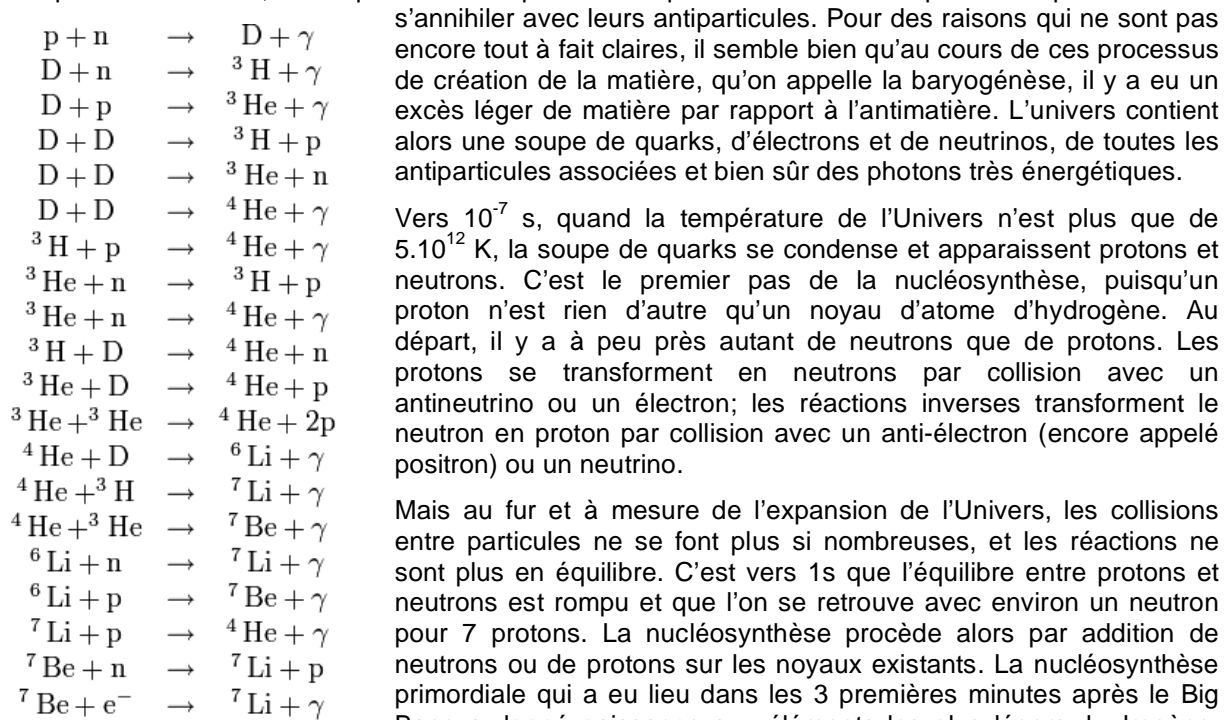 p + n → D + γ
D + n → ³H + γ
D + p → ³He + γ
D + D → ³H + p
D + D → ³He + n
D + D → ⁴He + γ
³H + p → ⁴He + γ
³He + n → ³H + p
³He + n → ⁴He + γ
³H + D → ⁴He + n
³He + D → ⁴He + p
³He +³He → ⁴He + 2p
⁴He + D → ⁶Li + γ
⁴He +³H → ⁷Li + γ
⁴He +³He → ⁷Be + γ
⁶Li + n → ⁷Li + γ
⁶Li + p → ⁷Be + γ
⁷Li + p → ⁴He + γ
⁷Be + n → ⁷Li + p
⁷Be + e⁻ → ⁷Li + γ
s’annihiler avec leurs antiparticules. Pour des raisons qui ne sont pas
encore tout à fait claires, il semble bien qu’au cours de ces processus
de création de la matière, qu’on appelle la baryogénèse, il y a eu un
excès léger de matière par rapport à l’antimatière. L’univers contient
alors une soupe de quarks, d’électrons et de neutrinos, de toutes les
antiparticules associées et bien sûr des photons très énergétiques.
Vers 10⁻⁷ s, quand la température de l’Univers n’est plus que de
5.10¹² K, la soupe de quarks se condense et apparaissent protons et
neutrons. C’est le premier pas de la nucléosynthèse, puisqu’un
proton n’est rien d’autre qu’un noyau d’atome d’hydrogène. Au
départ, il y a à peu près autant de neutrons que de protons. Les
protons se transforment en neutrons par collision avec un
antineutrino ou un électron; les réactions inverses transforment le
neutron en proton par collision avec un anti-électron (encore appelé
positron) ou un neutrino.
Mais au fur et à mesure de l’expansion de l’Univers, les collisions
entre particules ne se font plus si nombreuses, et les réactions ne
sont plus en équilibre. C’est vers 1s que l’équilibre entre protons et
neutrons est rompu et que l’on se retrouve avec environ un neutron
pour 7 protons. La nucléosynthèse procède alors par addition de
neutrons ou de protons sur les noyaux existants. La nucléosynthèse
primordiale qui a eu lieu dans les 3 premières minutes après le Big